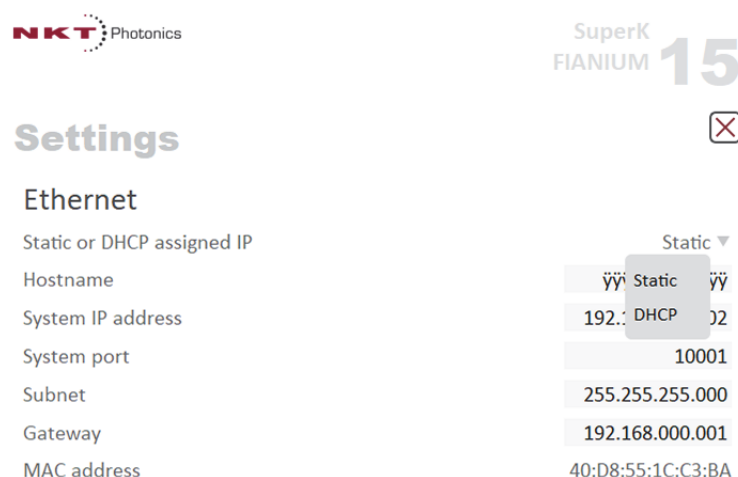 NKT Photonics
SuperK
FIANIUM 15
Settings
Ethernet
Static or DHCP assigned IP Static
Hostname
Static
System IP address
DHCP
System port 10001
Subnet 255.255.255.000
Gateway 192.168.000.001
MAC address 40:D8:55:1C:C3:BA